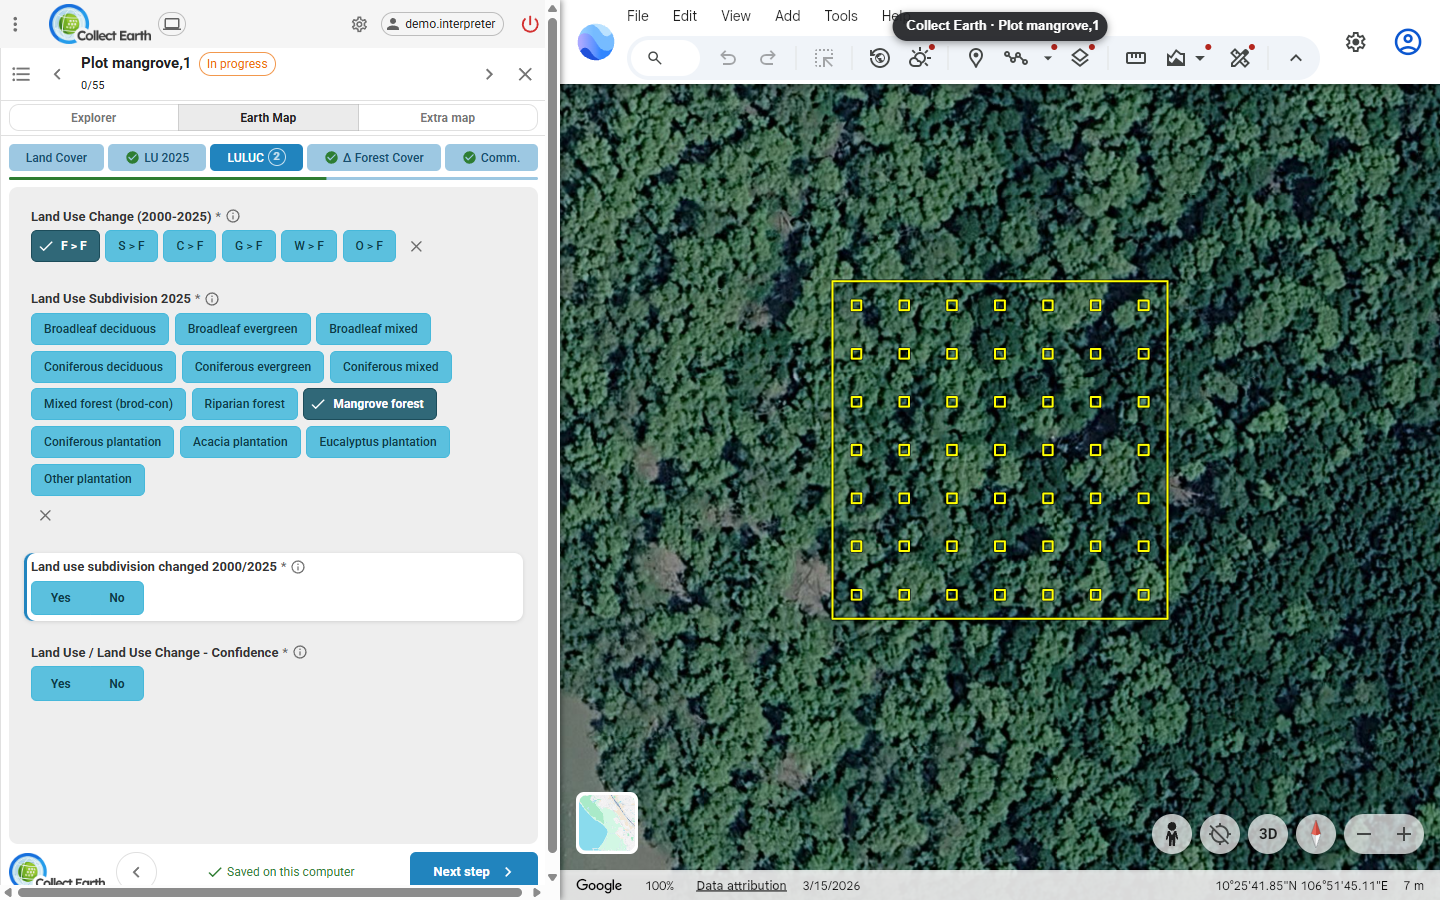 Collect Earth
demo.interpreter
Plot mangrove,1
In progress
0/55
Explorer
Earth Map
Extra map
Land Cover
LU 2025
LULUC 2
Δ Forest Cover
Comm.
Land Use Change (2000-2025) *
F > F
S > F
C > F
G > F
W > F
O > F
Land Use Subdivision 2025 *
Broadleaf deciduous
Broadleaf evergreen
Broadleaf mixed
Coniferous deciduous
Coniferous evergreen
Coniferous mixed
Mixed forest (brod-con)
Riparian forest
Mangrove forest
Coniferous plantation
Acacia plantation
Eucalyptus plantation
Other plantation
Land use subdivision changed 2000/2025 *
Yes
No
Land Use / Land Use Change - Confidence *
Yes
No
Collect Earth
Saved on this computer
Next step
File
Edit
View
Add
Tools
Help
Collect Earth · Plot mangrove,1
3D
Google
100%
Data attribution
3/15/2026
10°25'41.85"N 106°51'45.11"E
7 m